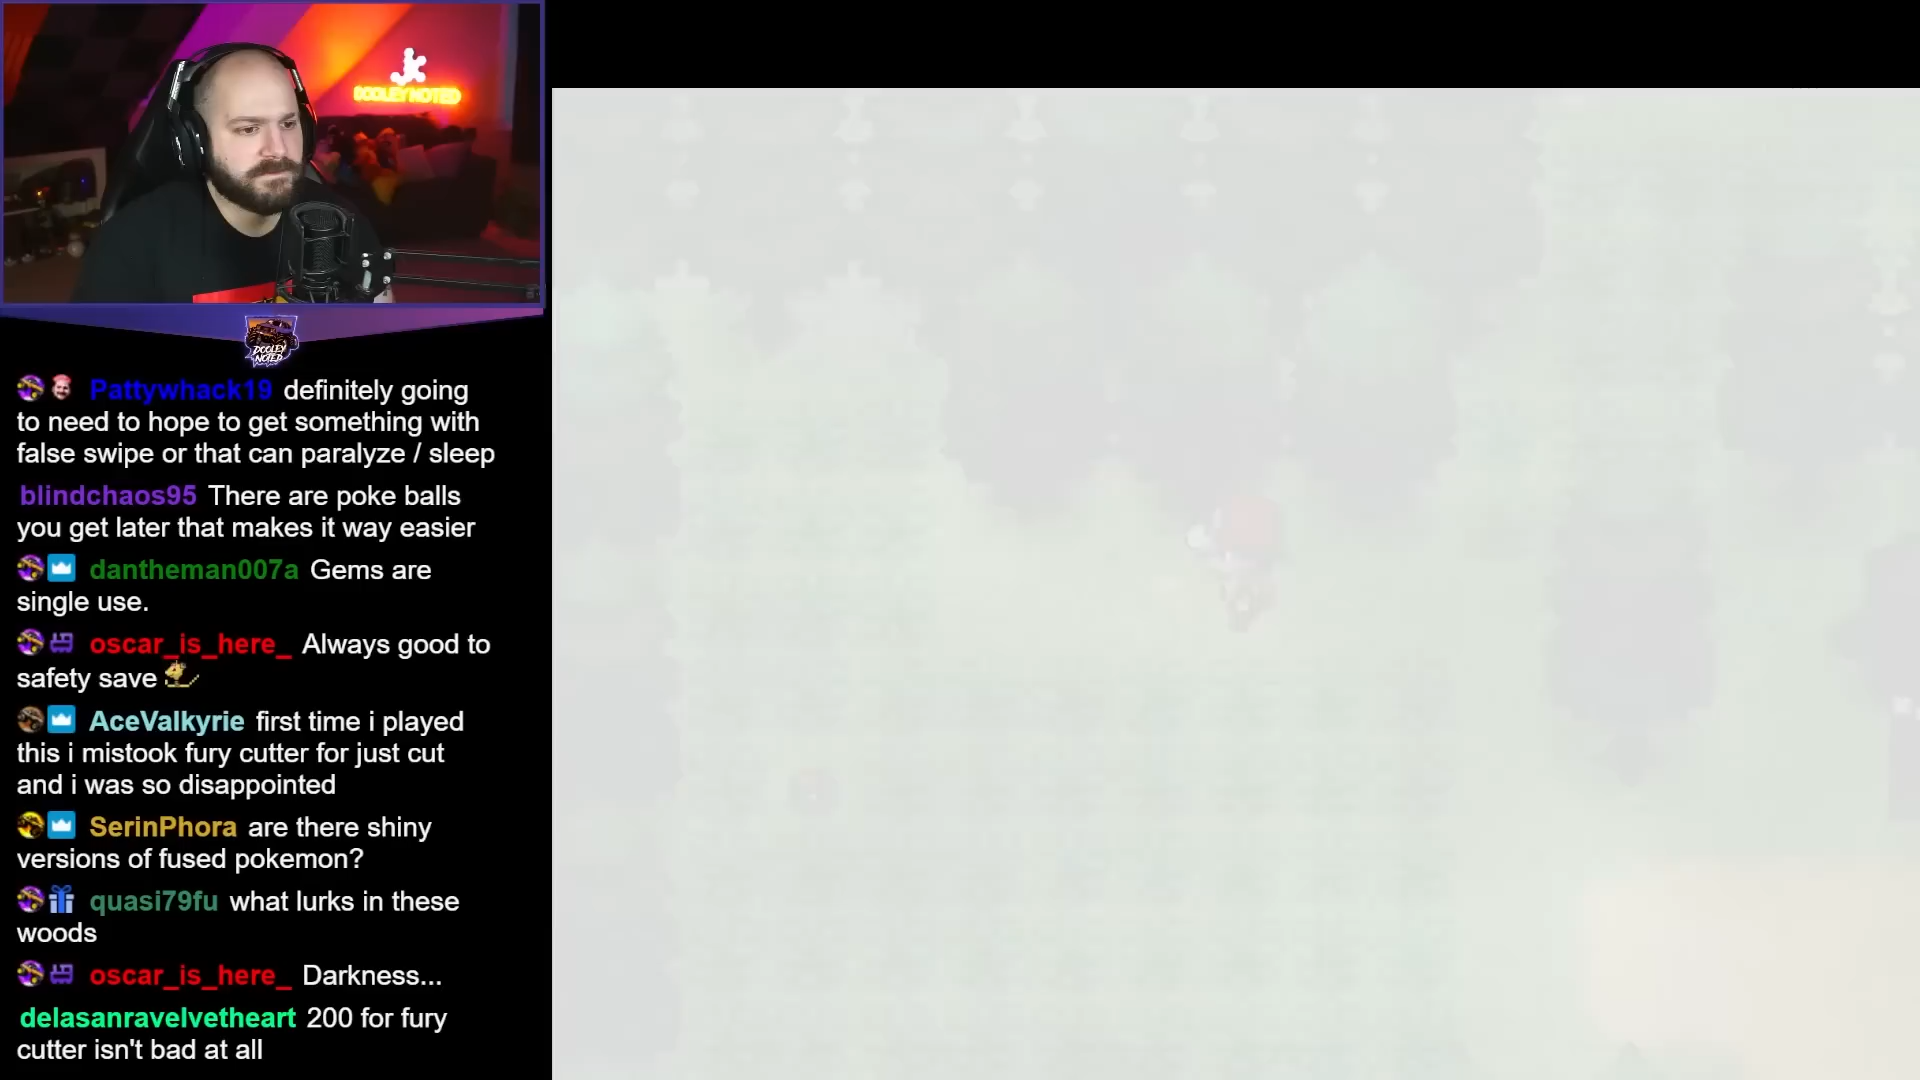 DOOLEY NOTED
DOOLEY
NOTED
Pattywhack19 definitely going
to need to hope to get something with
false swipe or that can paralyze / sleep
blindchaos95 There are poke balls
you get later that makes it way easier
dantheman007a Gems are
single use.
oscar_is_here_ Always good to
safety save
AceValkyrie first time i played
this i mistook fury cutter for just cut
and i was so disappointed
SerinPhora are there shiny
versions of fused pokemon?
quasi79fu what lurks in these
woods
oscar_is_here_ Darkness...
delasanravelvetheart 200 for fury
cutter isn't bad at all